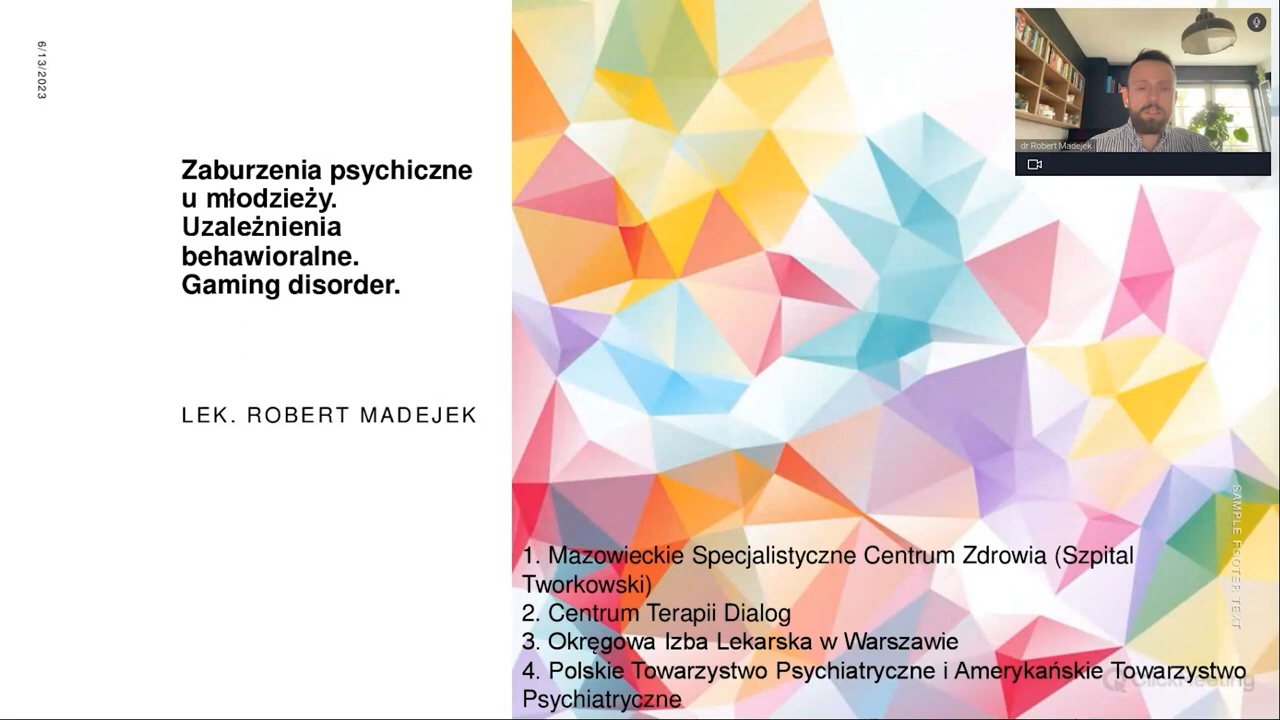 6/13/2023
Zaburzenia psychiczne
u młodzieży.
Uzależnienia
behawioralne.
Gaming disorder.
LEK. ROBERT MADEJEK
dr Robert Madejek
SAMPLE FOOTER TEXT
1. Mazowieckie Specjalistyczne Centrum Zdrowia (Szpital
Tworkowski)
2. Centrum Terapii Dialog
3. Okręgowa Izba Lekarska w Warszawie
4. Polskie Towarzystwo Psychiatryczne i Amerykańskie Towarzystwo
Psychiatryczne
ClickMeeting